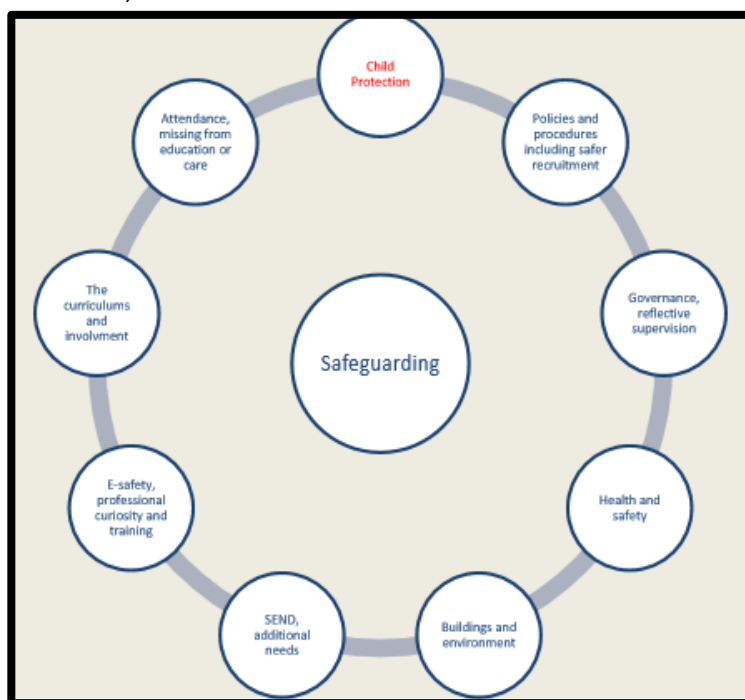 Child
Protection
Policies and
procedures
including safer
recruitment
Governance,
reflective
supervision
Health and
safety
Buildings and
environment
SEND,
additional
needs
E-safety,
professional
curiosity and
training
The
curriculums
and
involvment
Attendance,
missing from
education or
care
Safeguarding